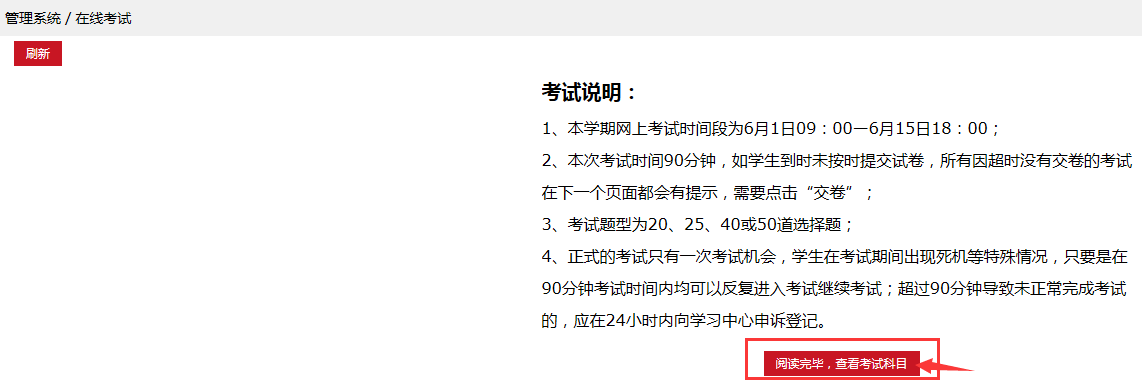 管理系统 / 在线考试
刷新
考试说明：
1、本学期网上考试时间段为6月1日09：00—6月15日18：00；
2、本次考试时间90分钟，如学生到时未按时提交试卷，所有因超时没有交卷的考试
在下一个页面都会有提示，需要点击“交卷”；
3、考试题型为20、25、40或50道选择题；
4、正式的考试只有一次考试机会，学生在考试期间出现死机等特殊情况，只要是在
90分钟考试时间内均可以反复进入考试继续考试；超过90分钟导致未正常完成考试
的，应在24小时内向学习中心申诉登记。
阅读完毕，查看考试科目